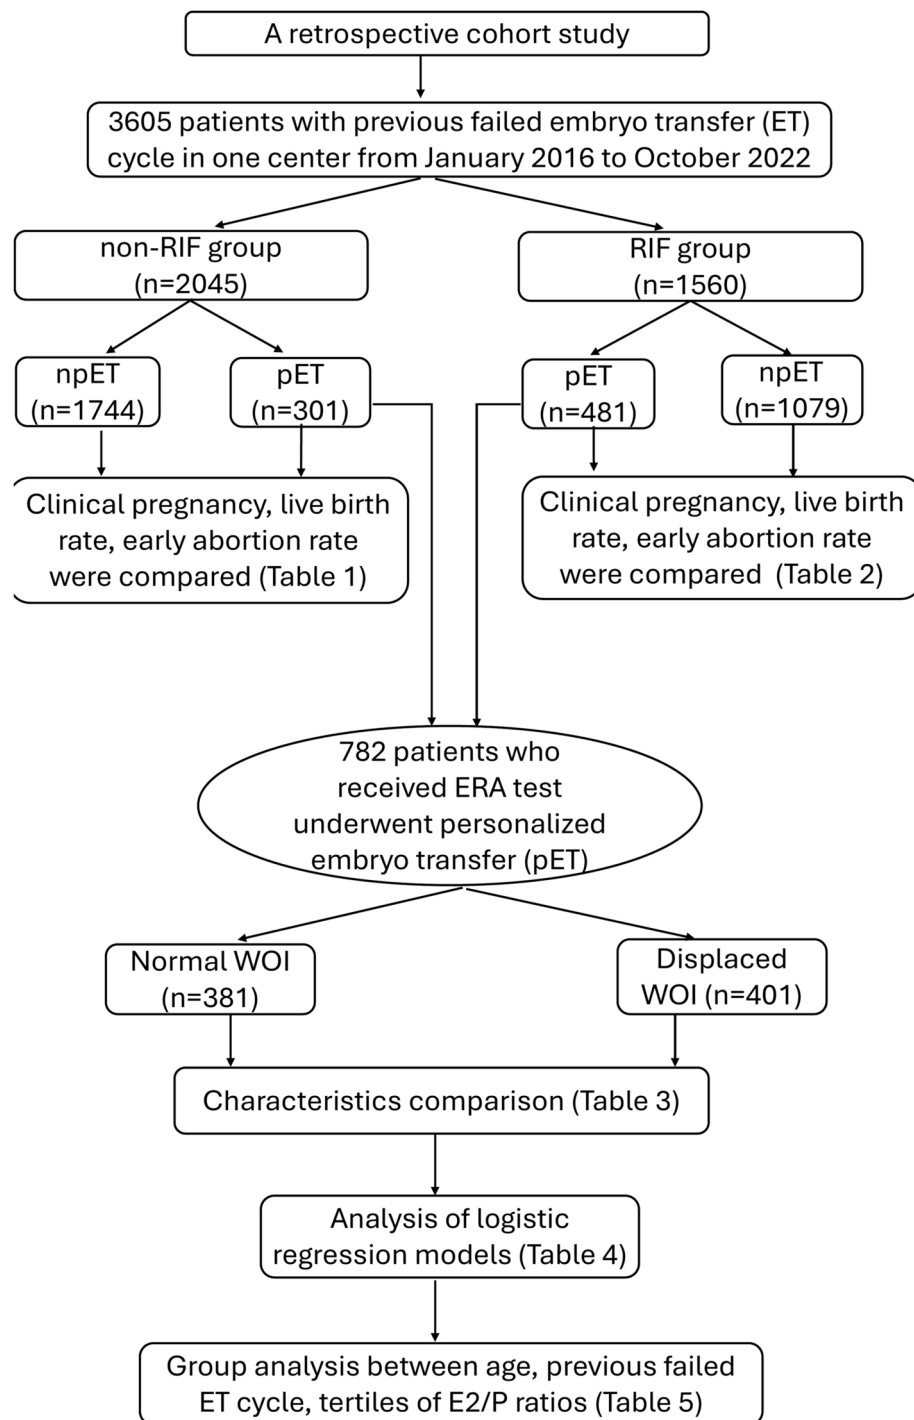 A retrospective cohort study
3605 patients with previous failed embryo transfer (ET)
cycle in one center from January 2016 to October 2022
non-RIF group
(n=2045)
RIF group
(n=1560)
npET
(n=1744)
pET
(n=301)
pET
(n=481)
npET
(n=1079)
Clinical pregnancy, live birth
rate, early abortion rate
were compared (Table 1)
Clinical pregnancy, live birth
rate, early abortion rate
were compared (Table 2)
782 patients who
received ERA test
underwent personalized
embryo transfer (pET)
Normal WOI
(n=381)
Displaced
WOI (n=401)
Characteristics comparison (Table 3)
Analysis of logistic
regression models (Table 4)
Group analysis between age, previous failed
ET cycle, tertiles of E2/P ratios (Table 5)